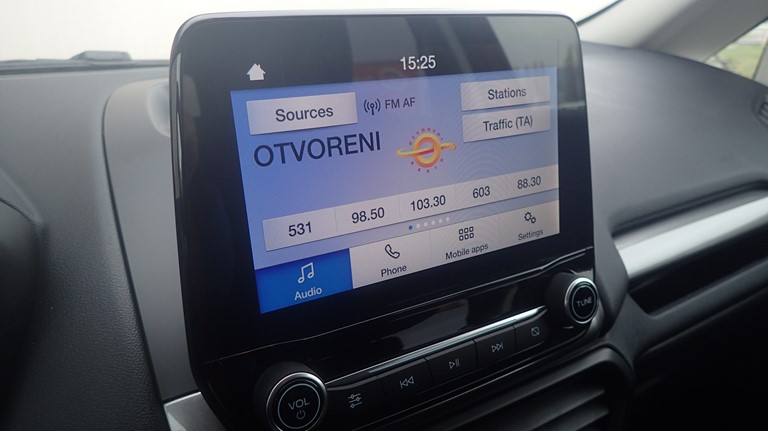 15:25
Sources
FM AF
Stations
Traffic (TA)
OTVORENI
531
98.50
103.30
603
88.30
Audio
Phone
Mobile apps
Settings
VOL
TUNE